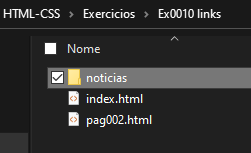 HTML-CSS > Exercicios > Ex0010 links
Nome
noticias
index.html
pag002.html